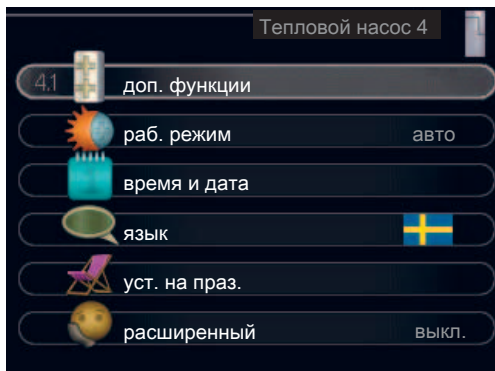 Тепловой насос 4
4.1 доп. функции
раб. режим авто
время и дата
язык
уст. на праз.
расширенный выкл.